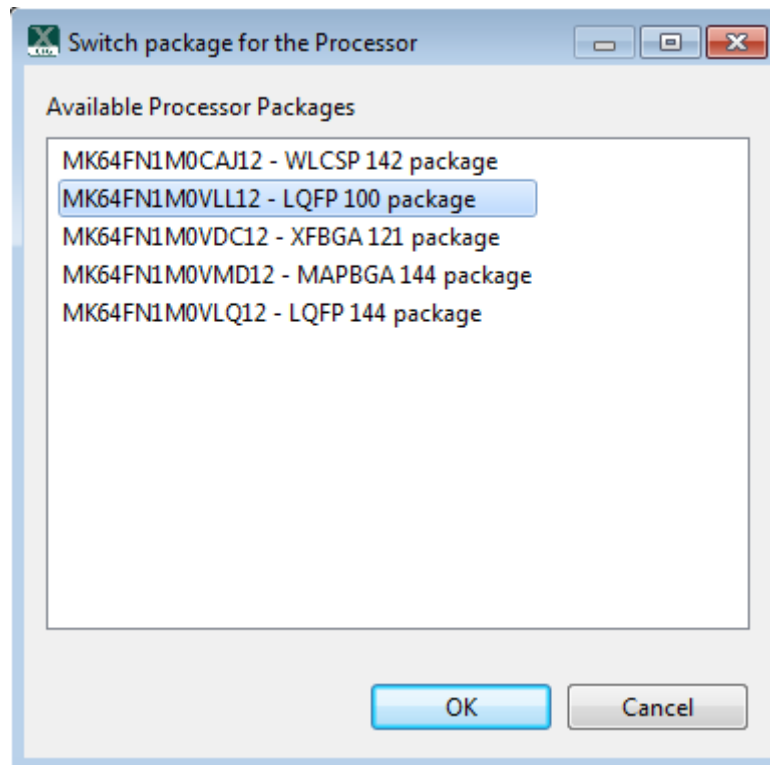 Switch package for the Processor
Available Processor Packages
MK64FN1M0CAJ12 - WLCSP 142 package
MK64FN1M0VLL12 - LQFP 100 package
MK64FN1M0VDC12 - XFBGA 121 package
MK64FN1M0VMD12 - MAPBGA 144 package
MK64FN1M0VLQ12 - LQFP 144 package
OK
Cancel